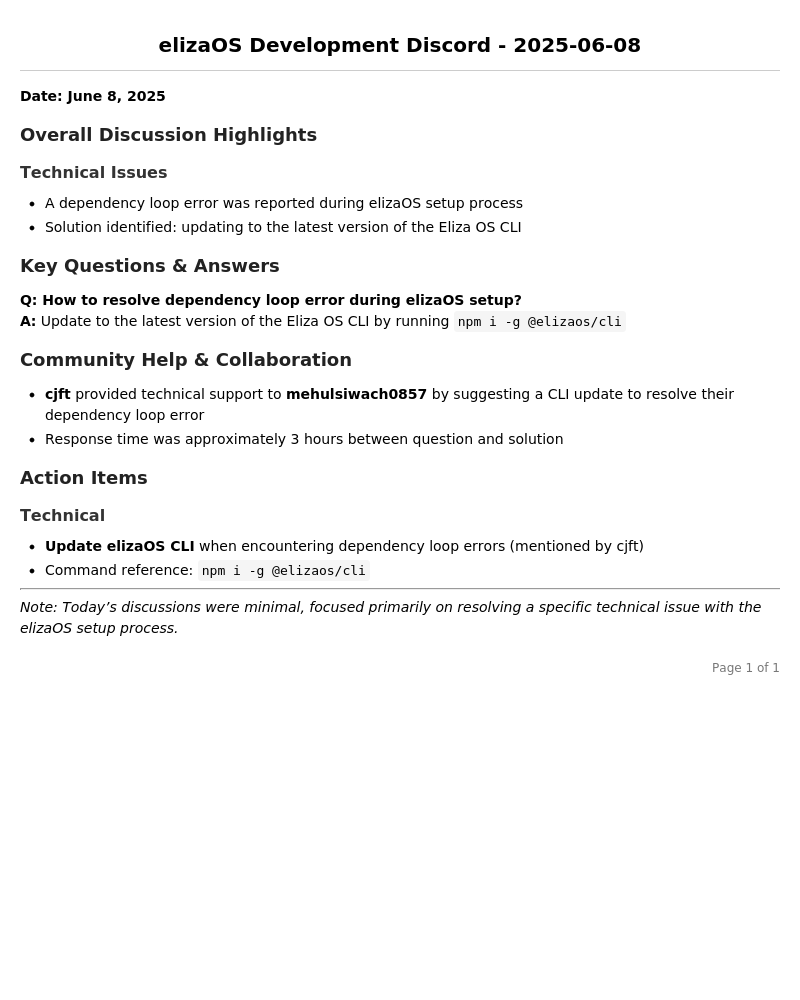 elizaOS Development Discord - 2025-06-08
Date: June 8, 2025
Overall Discussion Highlights
Technical Issues
• A dependency loop error was reported during elizaOS setup process
• Solution identified: updating to the latest version of the Eliza OS CLI
Key Questions & Answers
Q: How to resolve dependency loop error during elizaOS setup?
A: Update to the latest version of the Eliza OS CLI by running npm i -g @elizaos/cli
Community Help & Collaboration
• cjft provided technical support to mehulsiwach0857 by suggesting a CLI update to resolve their
dependency loop error
• Response time was approximately 3 hours between question and solution
Action Items
Technical
• Update elizaOS CLI when encountering dependency loop errors (mentioned by cjft)
• Command reference: npm i -g @elizaos/cli
Note: Today’s discussions were minimal, focused primarily on resolving a specific technical issue with the
elizaOS setup process.
Page 1 of 1